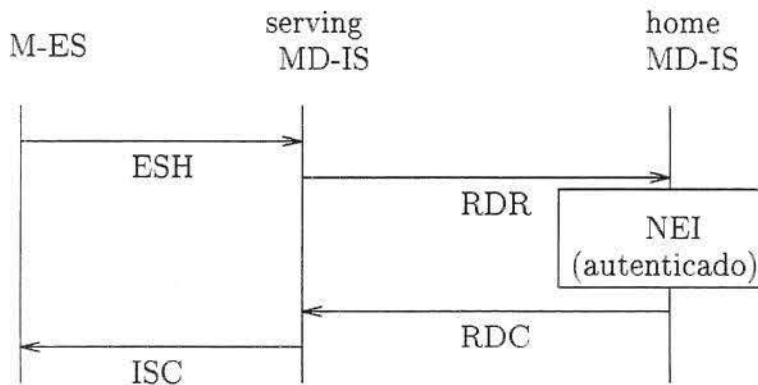 M-ES
serving
MD-IS
home
MD-IS
ESH
RDR
NEI
(autenticado)
RDC
ISC